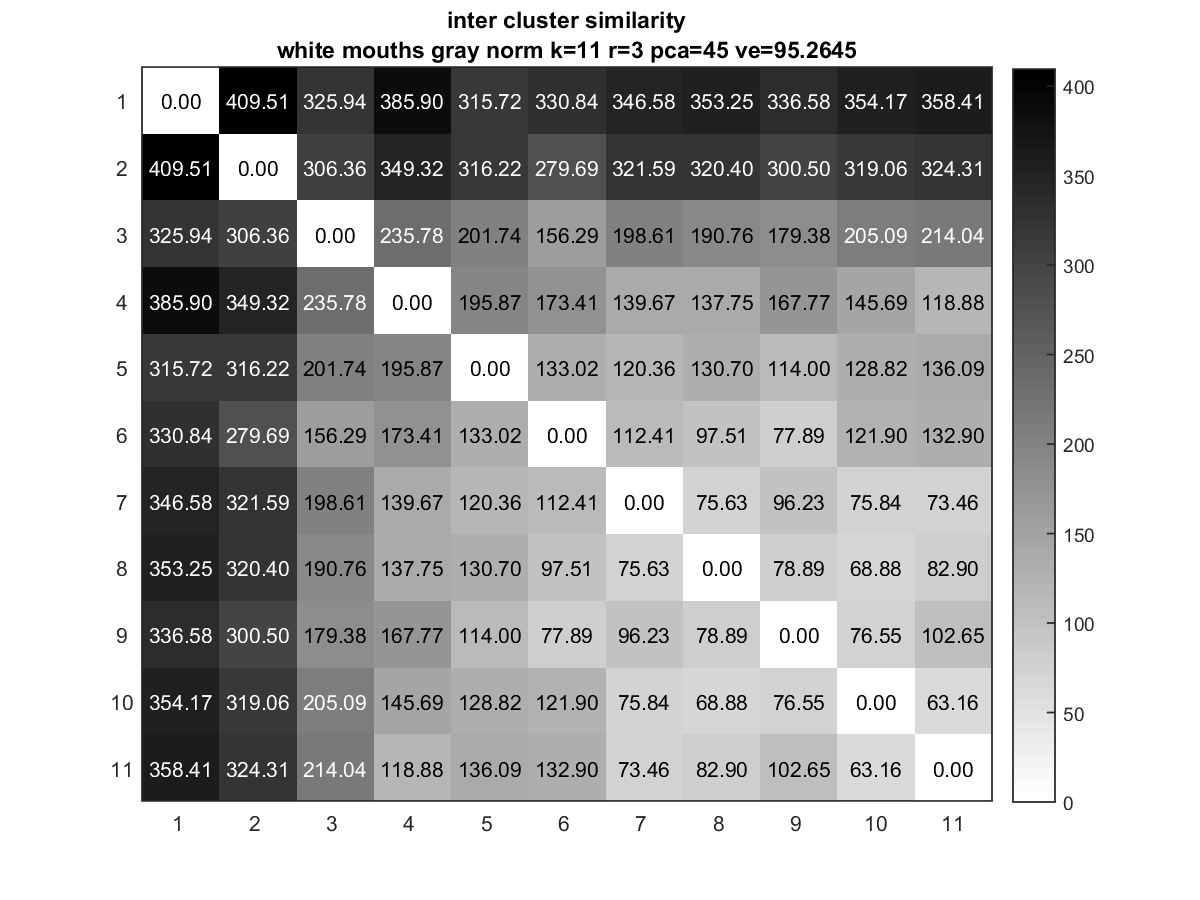 inter cluster similarity
white mouths gray norm k=11 r=3 pca=45 ve=95.2645
1 0.00 409.51 325.94 385.90 315.72 330.84 346.58 353.25 336.58 354.17 358.41
2 409.51 0.00 306.36 349.32 316.22 279.69 321.59 320.40 300.50 319.06 324.31
3 325.94 306.36 0.00 235.78 201.74 156.29 198.61 190.76 179.38 205.09 214.04
4 385.90 349.32 235.78 0.00 195.87 173.41 139.67 137.75 167.77 145.69 118.88
5 315.72 316.22 201.74 195.87 0.00 133.02 120.36 130.70 114.00 128.82 136.09
6 330.84 279.69 156.29 173.41 133.02 0.00 112.41 97.51 77.89 121.90 132.90
7 346.58 321.59 198.61 139.67 120.36 112.41 0.00 75.63 96.23 75.84 73.46
8 353.25 320.40 190.76 137.75 130.70 97.51 75.63 0.00 78.89 68.88 82.90
9 336.58 300.50 179.38 167.77 114.00 77.89 96.23 78.89 0.00 76.55 102.65
10 354.17 319.06 205.09 145.69 128.82 121.90 75.84 68.88 76.55 0.00 63.16
11 358.41 324.31 214.04 118.88 136.09 132.90 73.46 82.90 102.65 63.16 0.00
1 2 3 4 5 6 7 8 9 10 11
400
350
300
250
200
150
100
50
0